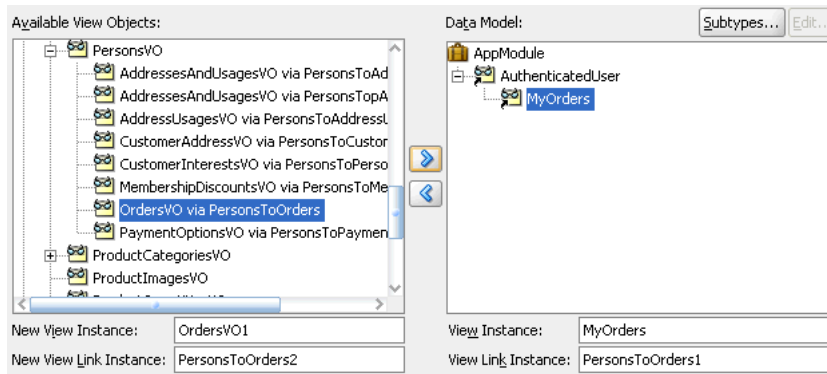 Available View Objects:
PersonsVO
AddressesAndUsagesVO via PersonsToAd
AddressesAndUsagesVO via PersonsTopA
AddressUsagesVO via PersonsToAddressU
CustomerAddressVO via PersonsToCustor
CustomerInterestsVO via PersonsToPerso
MembershipDiscountsVO via PersonsToMe
OrdersVO via PersonsToOrders
PaymentOptionsVO via PersonsToPaymen
ProductCategoriesVO
ProductImagesVO
New View Instance: OrdersVO1
New View Link Instance: PersonsToOrders2
Data Model:
Subtypes...
Edit...
AppModule
AuthenticatedUser
MyOrders
View Instance: MyOrders
View Link Instance: PersonsToOrders1